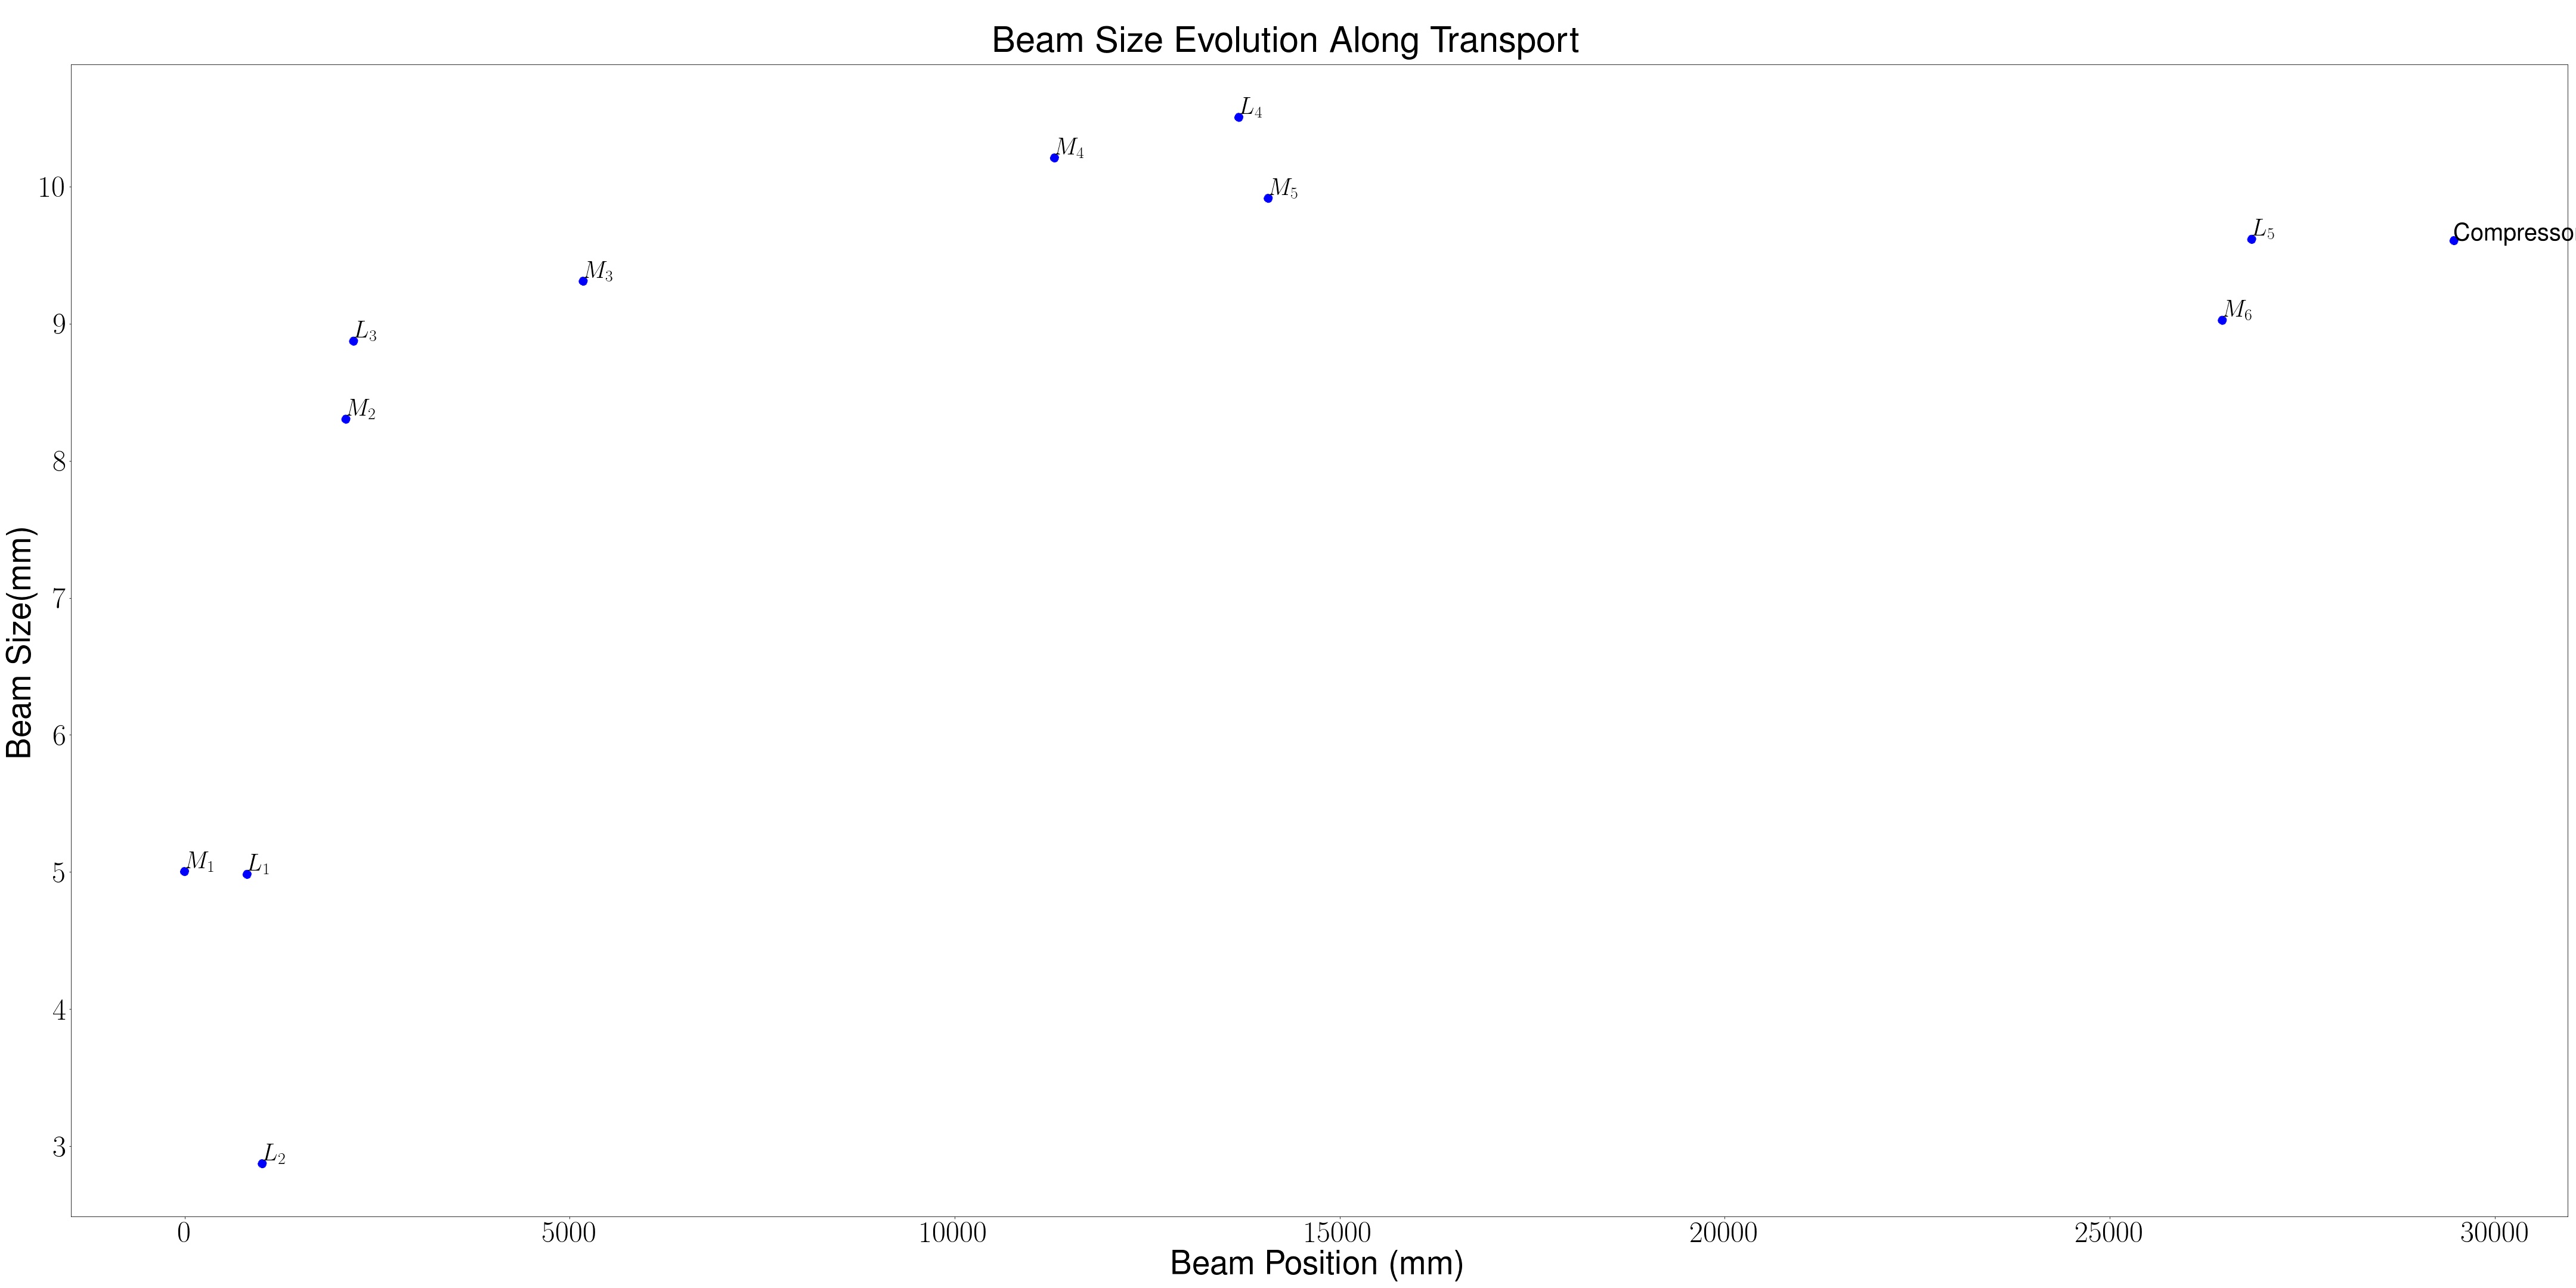 Beam Size Evolution Along Transport
L₄
M₄
10
M₅
L₅
Compresso
M₃
9
L₃
M₆
M₂
8
Beam Size(mm)
7
6
5
M₁
L₁
4
3
L₂
0 5000 10000 15000 20000 25000 30000
Beam Position (mm)